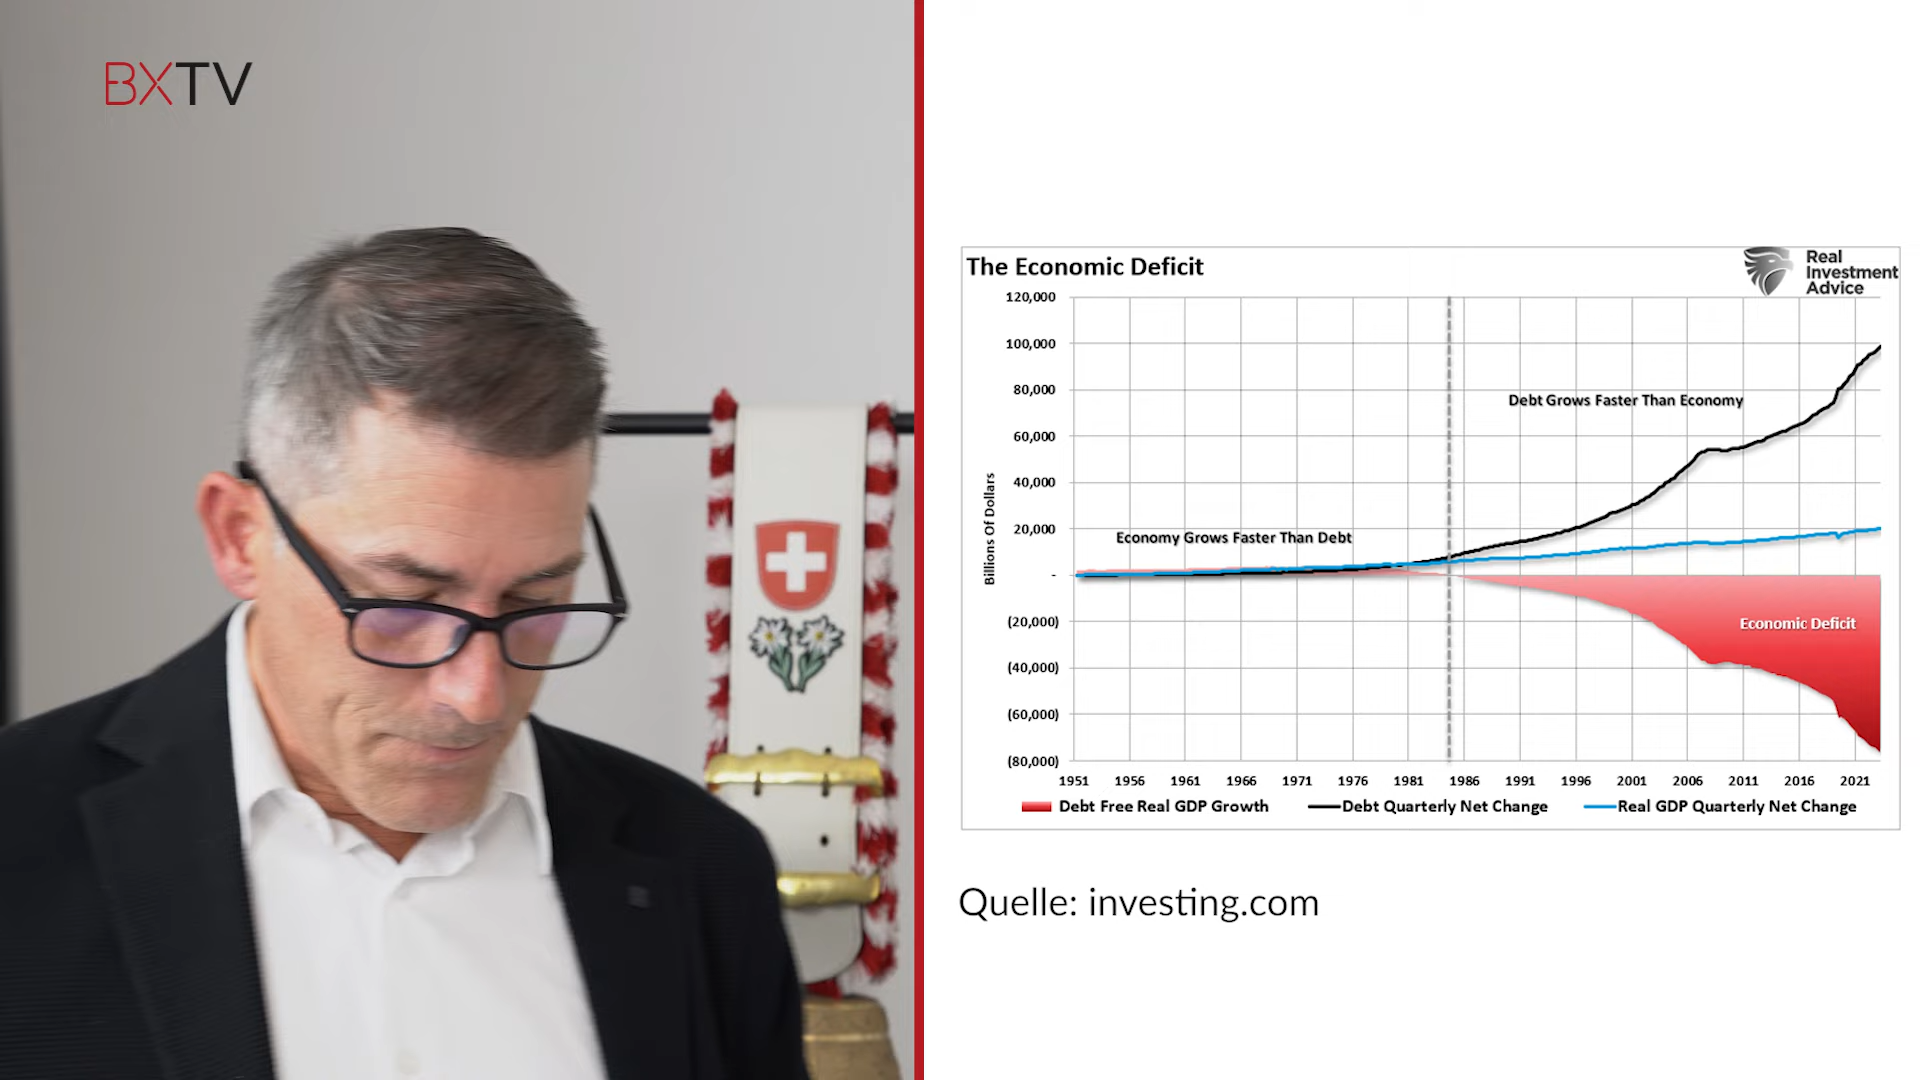 BXTV
The Economic Deficit
Real
Investment
Advice
120,000
100,000
80,000
60,000
40,000
20,000
-
(20,000)
(40,000)
(60,000)
(80,000)
Billions Of Dollars
Debt Grows Faster Than Economy
Economy Grows Faster Than Debt
Economic Deficit
1951 1956 1961 1966 1971 1976 1981 1986 1991 1996 2001 2006 2011 2016 2021
Debt Free Real GDP Growth Debt Quarterly Net Change Real GDP Quarterly Net Change
Quelle: investing.com